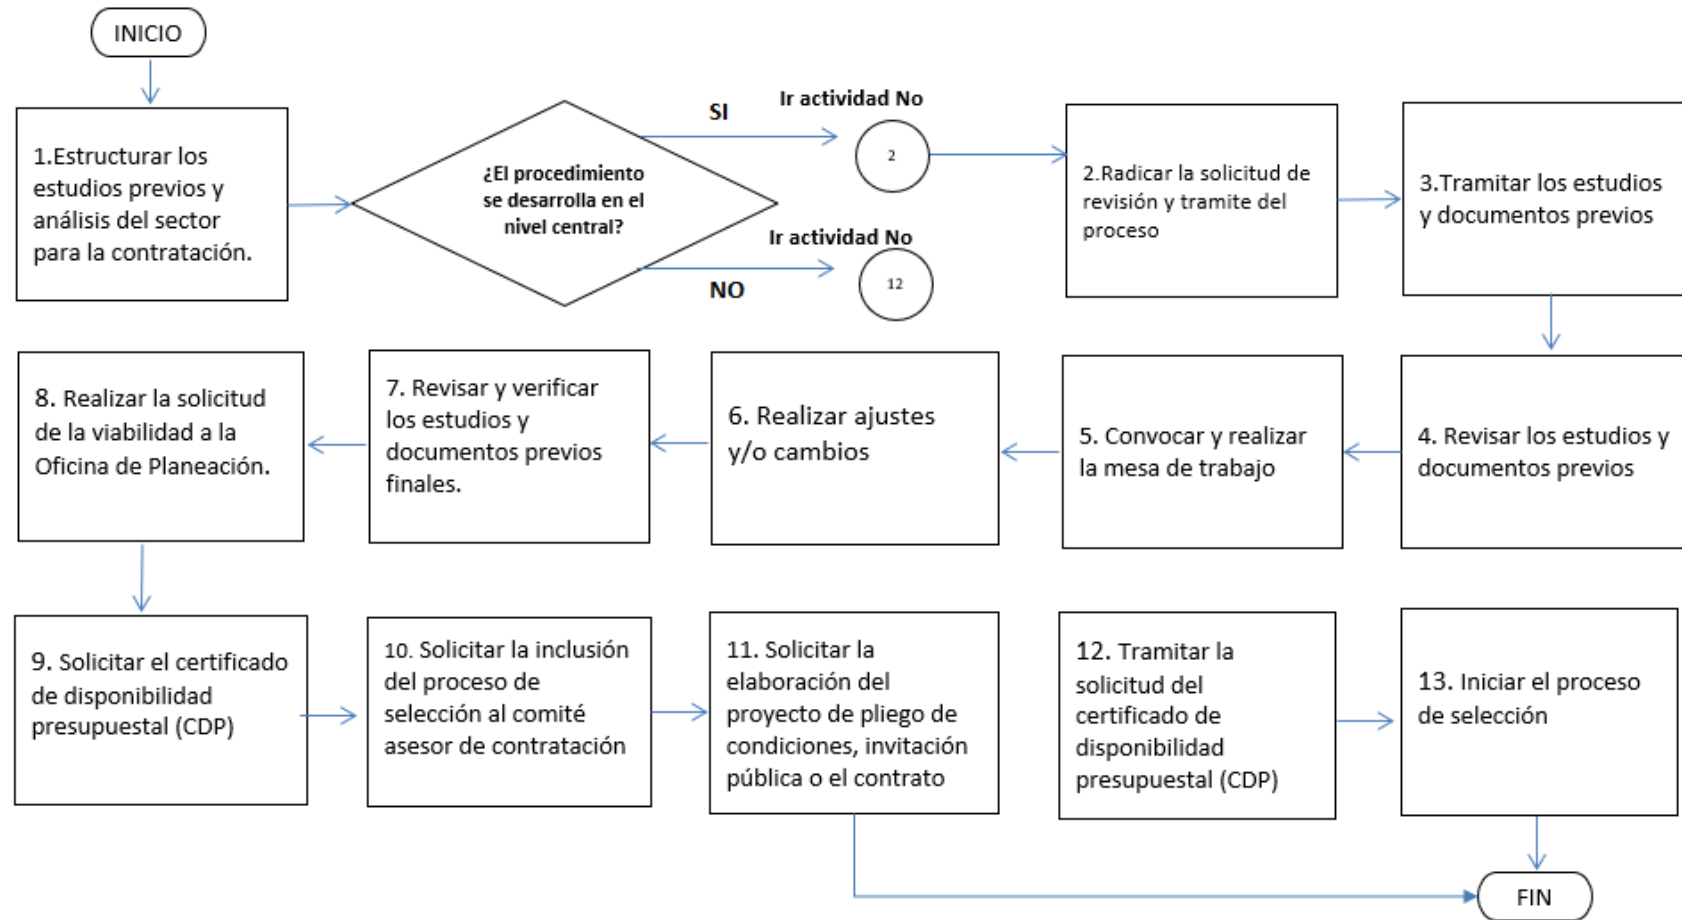 INICIO
1.Estructurar los
estudios previos y
análisis del sector
para la contratación.
¿El procedimiento
se desarrolla en el
nivel central?
SI
Ir actividad No
2
NO
Ir actividad No
12
2.Radicar la solicitud de
revisión y tramite del
proceso
3.Tramitar los estudios
y documentos previos
4. Revisar los estudios y
documentos previos
5. Convocar y realizar
la mesa de trabajo
6. Realizar ajustes
y/o cambios
7. Revisar y verificar
los estudios y
documentos previos
finales.
8. Realizar la solicitud
de la viabilidad a la
Oficina de Planeación.
9. Solicitar el certificado
de disponibilidad
presupuestal (CDP)
10. Solicitar la inclusión
del proceso de
selección al comité
asesor de contratación
11. Solicitar la
elaboración del
proyecto de pliego de
condiciones, invitación
pública o el contrato
12. Tramitar la
solicitud del
certificado de
disponibilidad
presupuestal (CDP)
13. Iniciar el proceso
de selección
FIN